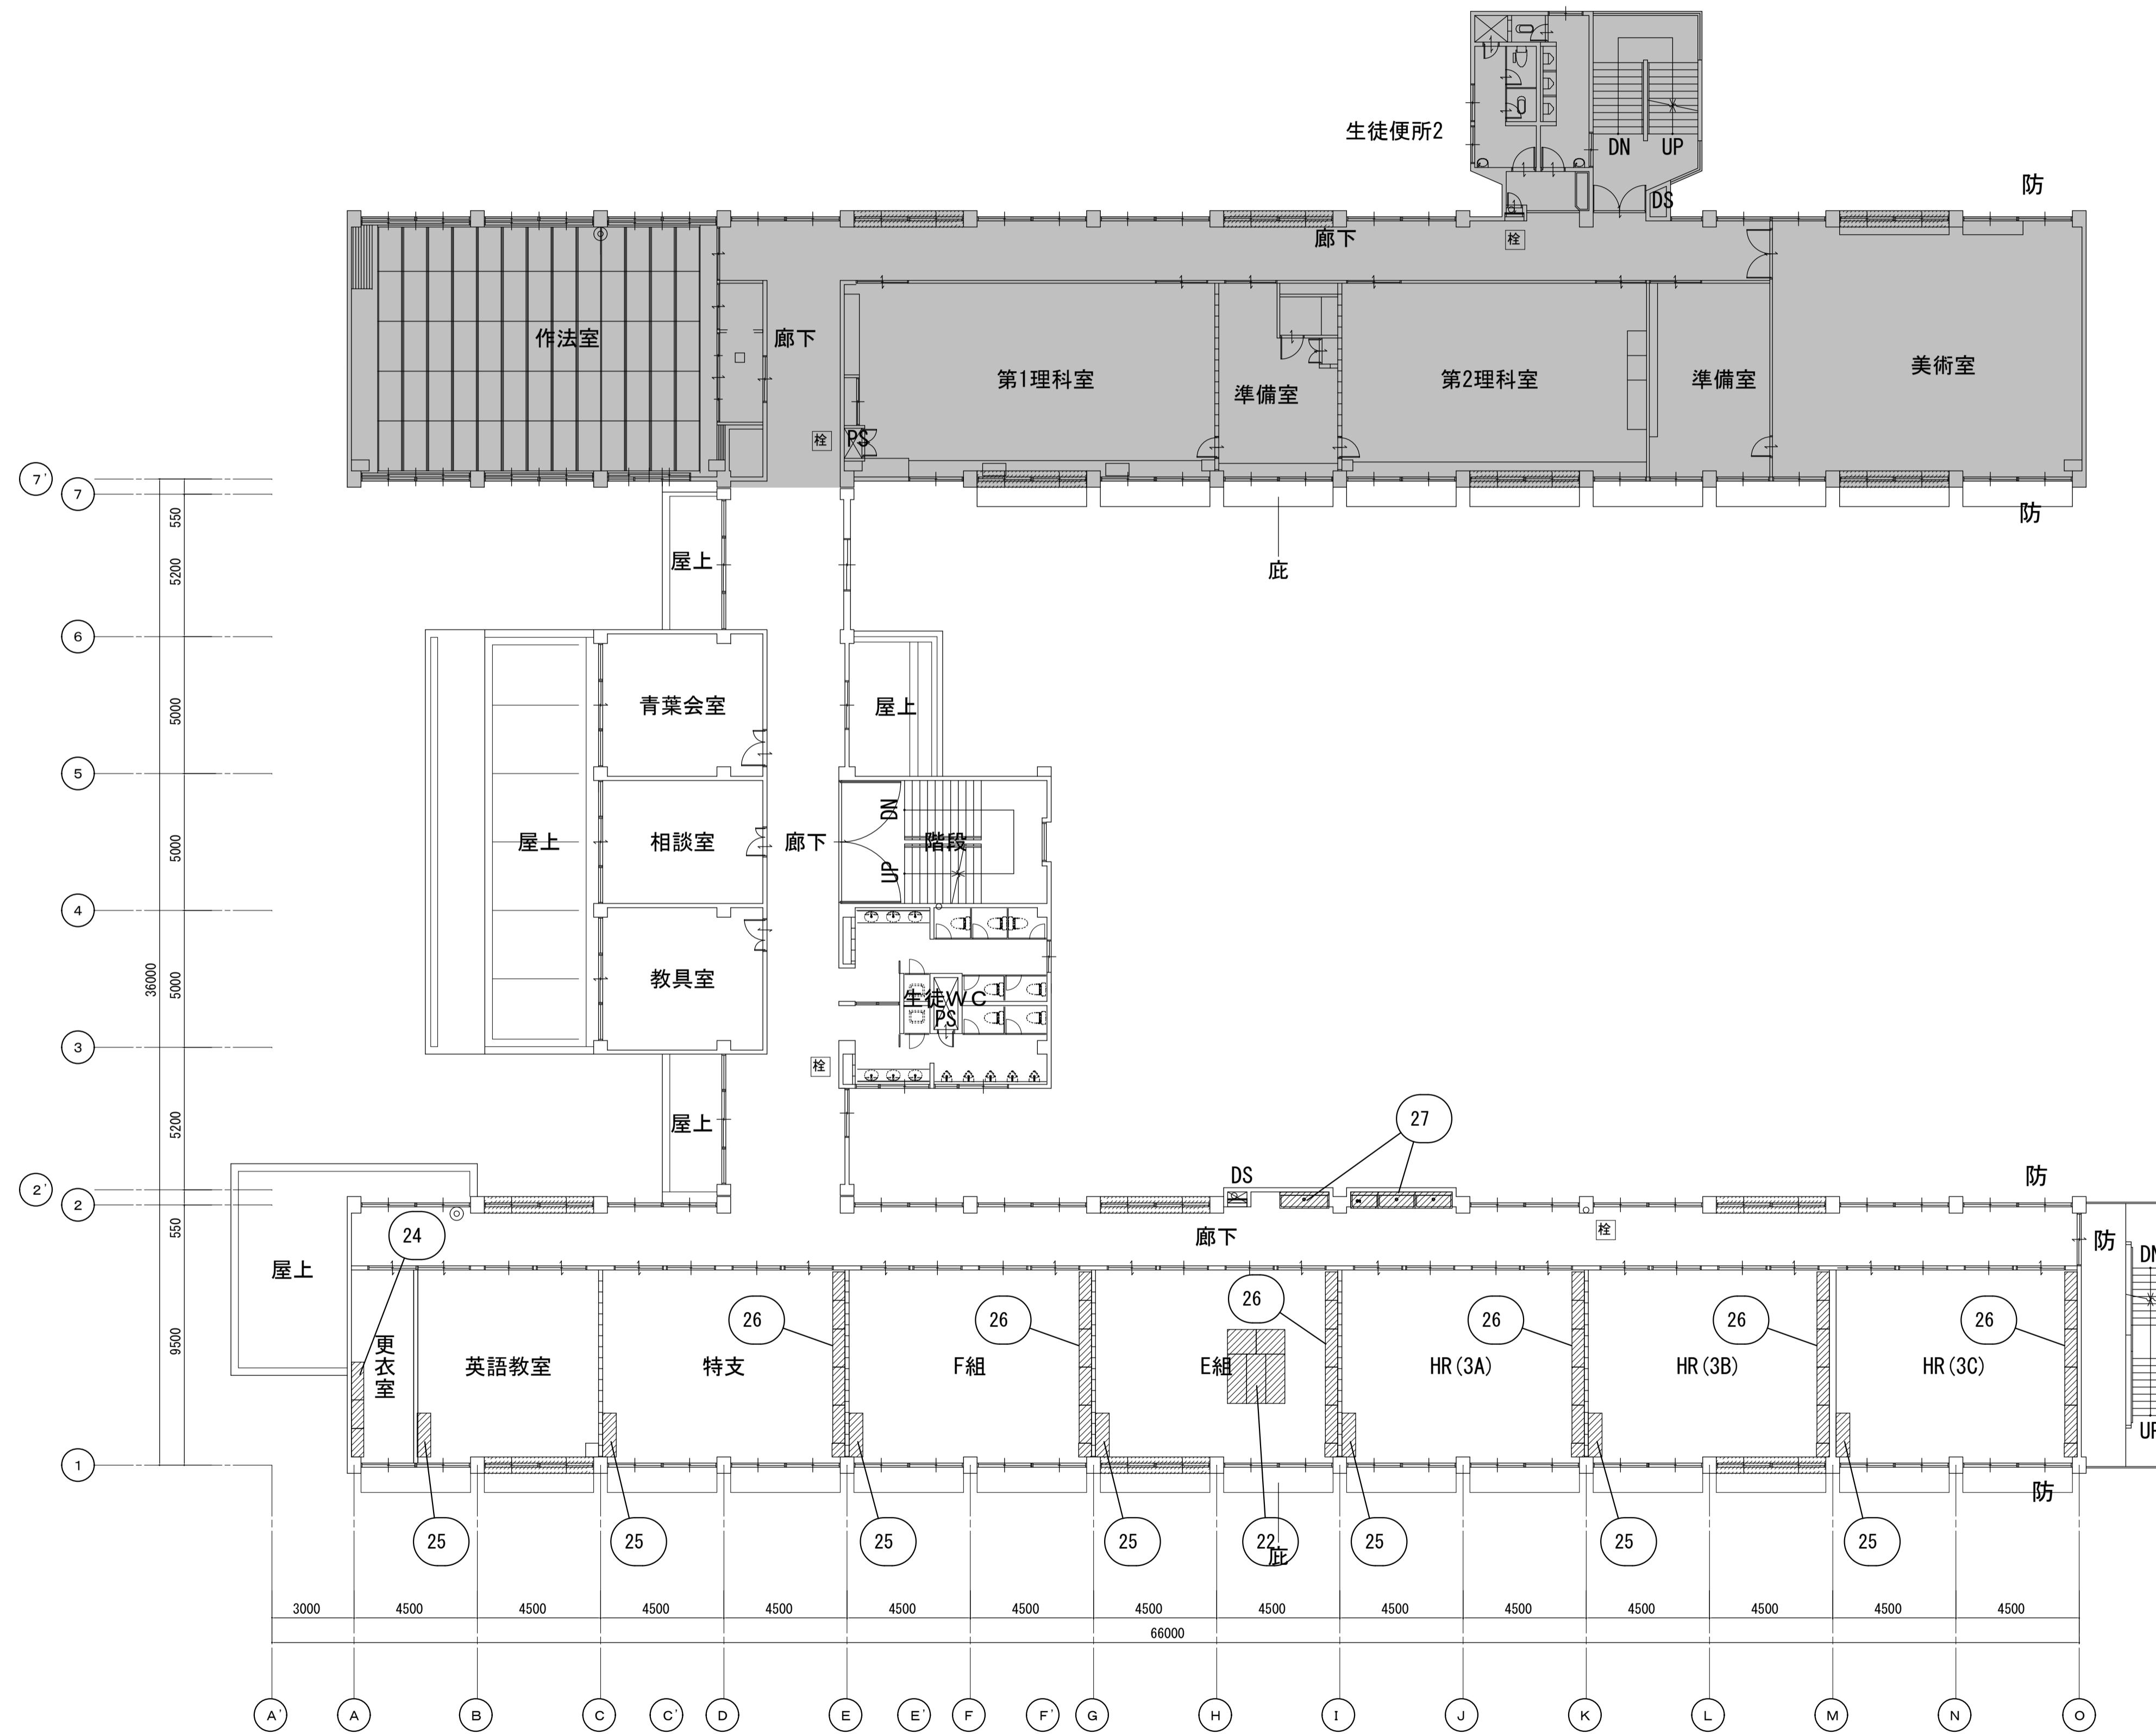 生徒便所2
DN
UP
DS
防
廊下
栓
作法室
廊下
第1理科室
準備室
第2理科室
準備室
美術室
栓
PS
7'
7
防
550
5200
屋上
庇
6
青葉会室
屋上
5000
5
DN
屋上
相談室
廊下
階段
5000
UP
4
36000
5000
教具室
生徒WC
PS
3
栓
27
5200
屋上
2'
2
DS
防
550
24
廊下
栓
防
DN
屋上
26
26
26
26
26
26
9500
更衣室
英語教室
特支
F組
E組
HR(3A)
HR(3B)
HR(3C)
UP
1
防
25
25
25
25
22
25
25
25
庇
3000
4500
4500
4500
4500
4500
4500
4500
4500
4500
4500
4500
4500
4500
4500
66000
A'
A
B
C
C'
D
E
E'
F
F'
G
H
I
J
K
L
M
N
O